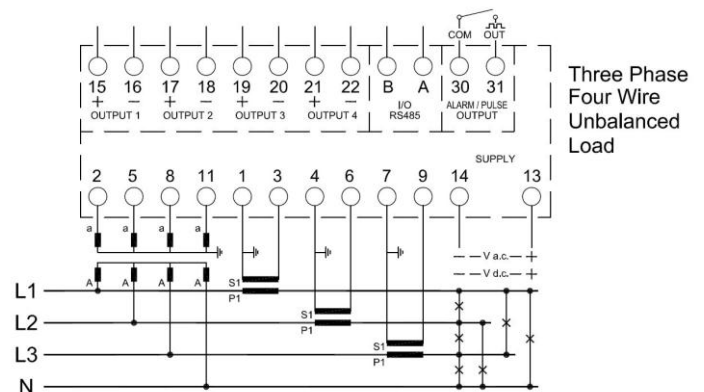 COM OUT
15 16 17 18 19 20 21 22 B A 30 31
+ − + − + − + −
OUTPUT 1 OUTPUT 2 OUTPUT 3 OUTPUT 4 I/O RS485 ALARM / PULSE OUTPUT
Three Phase
Four Wire
Unbalanced
Load
SUPPLY
2 5 8 11 1 3 4 6 7 9 14 13
a a a a
− V a.c. +
− V d.c. +
A A A A
S1
L1 P1
S1
L2 P1
S1
L3 P1
N